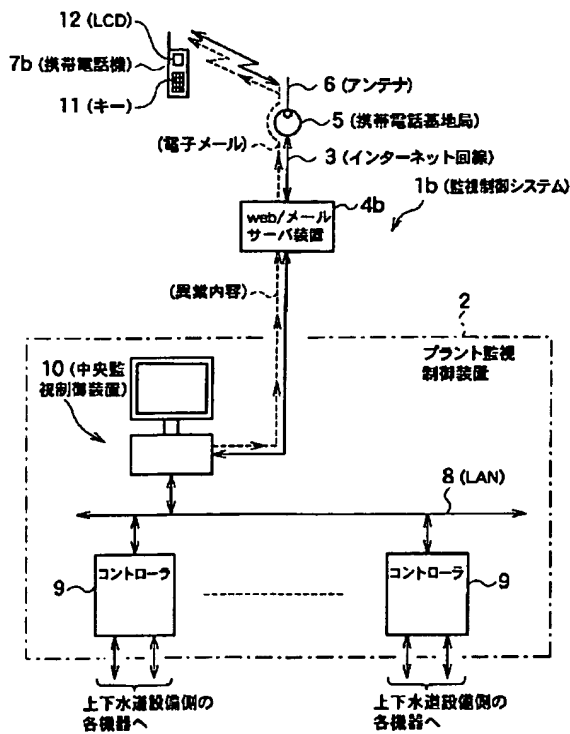 12 (LCD)
7b (携帯電話機)
11 (キー)
6 (アンテナ)
5 (携帯電話基地局)
(電子メール)
3 (インターネット回線)
1b (監視制御システム)
4b
web/メール
サーバ装置
(異常内容)
2
プラント監視
制御装置
10 (中央監
視制御装置)
8 (LAN)
コントローラ
9
コントローラ
9
上下水道設備側の
各機器へ
上下水道設備側の
各機器へ